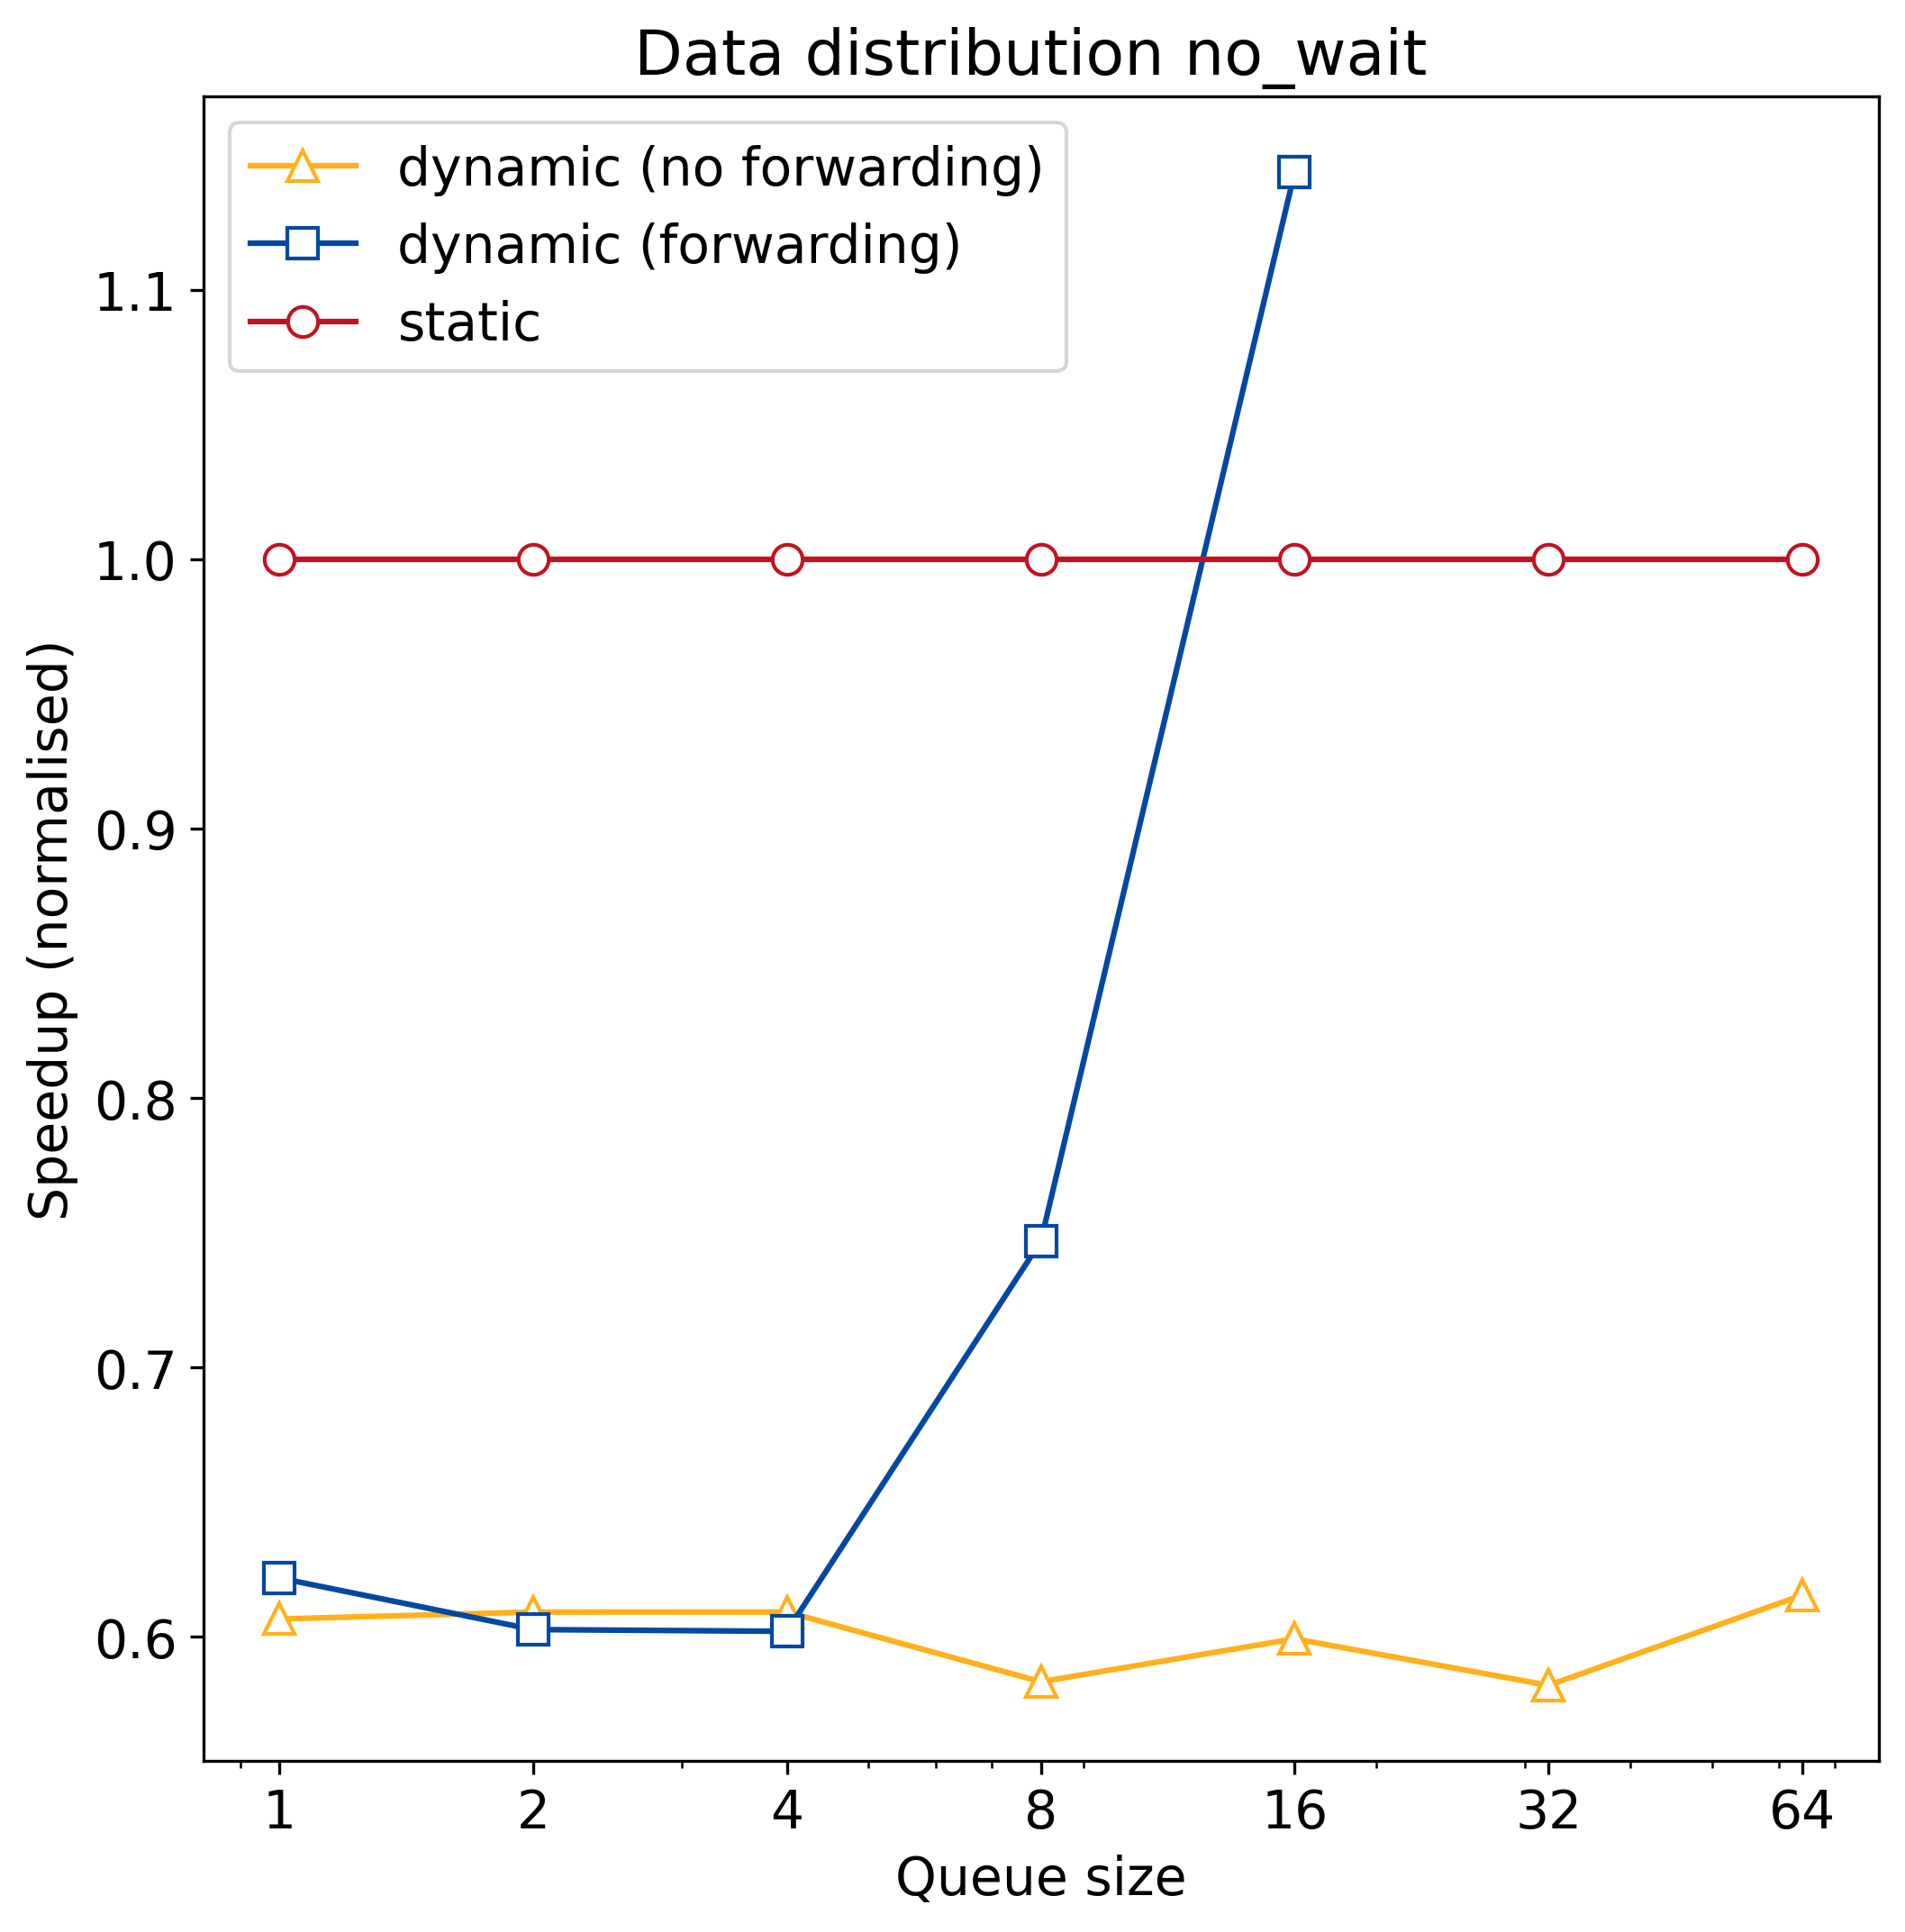 Data distribution no_wait
dynamic (no forwarding)
dynamic (forwarding)
static
1.1
1.0
0.9
0.8
0.7
0.6
Speedup (normalised)
1 2 4 8 16 32 64
Queue size